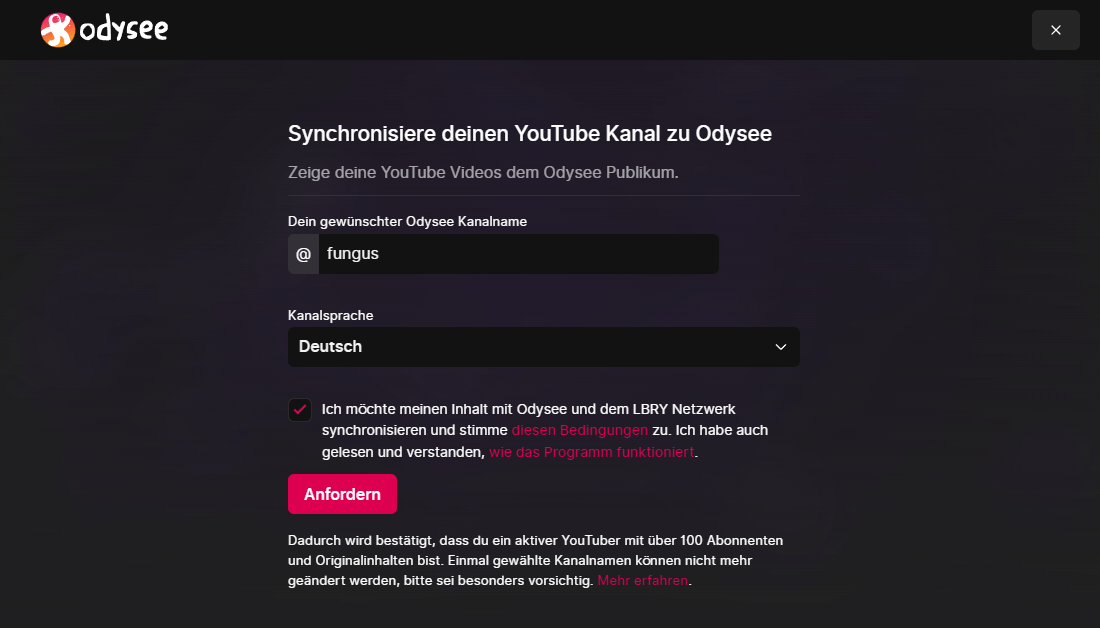 odysee
Synchronisiere deinen YouTube Kanal zu Odysee
Zeige deine YouTube Videos dem Odysee Publikum.
Dein gewünschter Odysee Kanalname
@ fungus
Kanalsprache
Deutsch
Ich möchte meinen Inhalt mit Odysee und dem LBRY Netzwerk
synchronisieren und stimme diesen Bedingungen zu. Ich habe auch
gelesen und verstanden, wie das Programm funktioniert.
Anfordern
Dadurch wird bestätigt, dass du ein aktiver YouTuber mit über 100 Abonnenten
und Originalinhalten bist. Einmal gewählte Kanalnamen können nicht mehr
geändert werden, bitte sei besonders vorsichtig. Mehr erfahren.